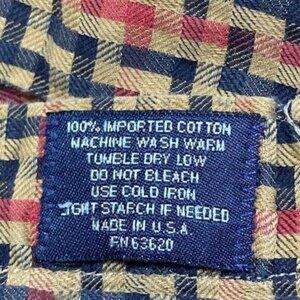 100% IMPORTED COTTON
MACHINE WASH WARM
TUMBLE DRY LOW
DO NOT BLEACH
USE COLD IRON
LIGHT STARCH IF NEEDED
MADE IN U.S.A
RN 63620